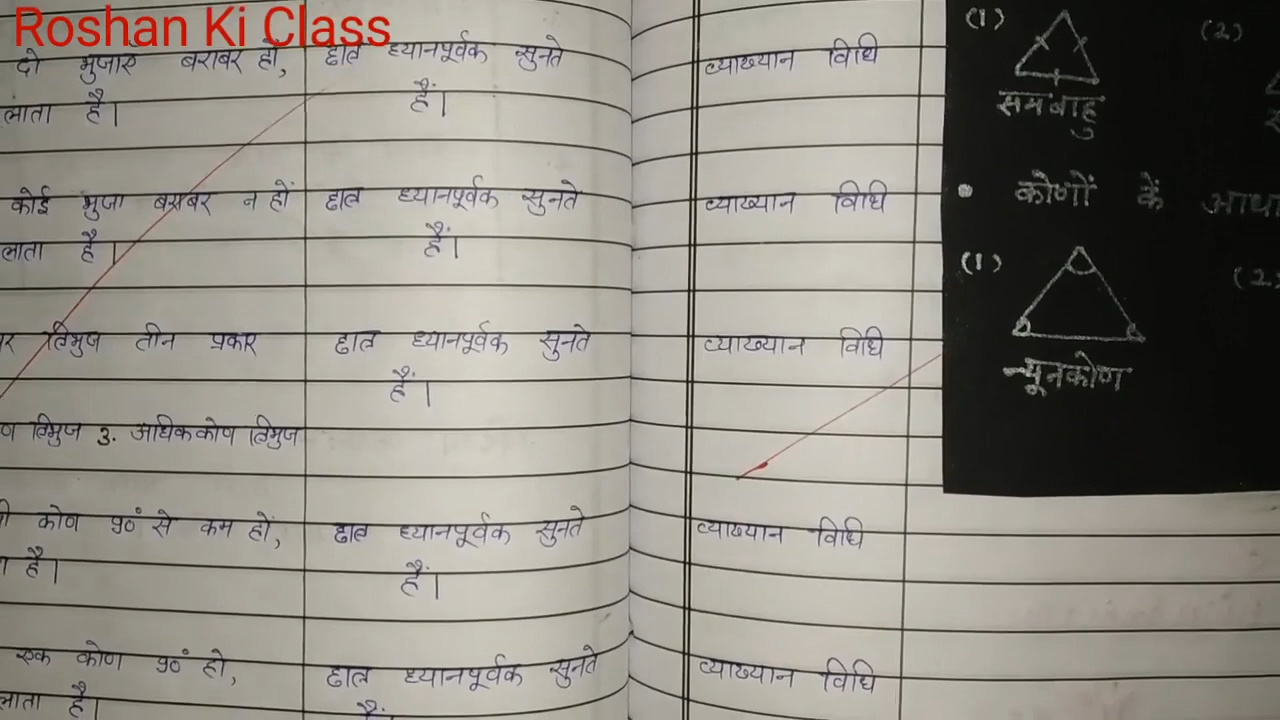 Roshan Ki Class
दो भुजाएँ बराबर हों,
लाता है।
कोई भुजा बराबर न हों
लाता है।
त्रिभुज तीन प्रकार
त्रिभुज 3. अधिककोण त्रिभुज
कोण 90° से कम हों,
है।
एक कोण 90° हो,
लाता है।
छात्र ध्यानपूर्वक सुनते
हैं।
छात्र ध्यानपूर्वक सुनते
हैं।
छात्र ध्यानपूर्वक सुनते
हैं।
छात्र ध्यानपूर्वक सुनते
हैं।
छात्र ध्यानपूर्वक सुनते
हैं।
व्याख्यान विधि
व्याख्यान विधि
व्याख्यान विधि
व्याख्यान विधि
व्याख्यान विधि
(1) (2)
समबाहु
• कोणों के
(1) (2)
न्यूनकोण